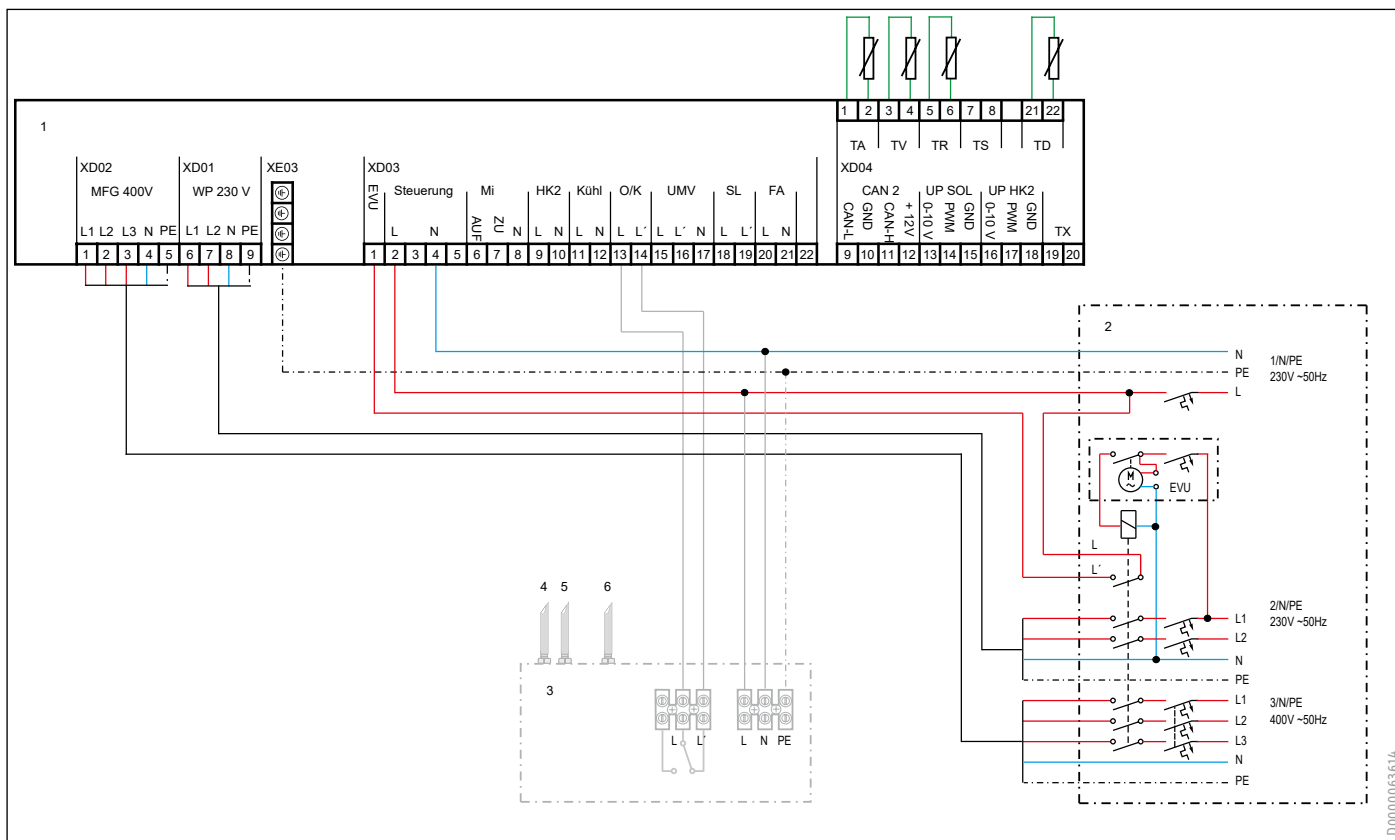 1 2 3 4 5 6 7 8 21 22
1
TA TV TR TS TD
XD02 XD01 XE03 XD03 XD04
MFG 400V WP 230 V
EVU Steuerung Mi HK2 Kühl O/K UMV SL FA
CAN 2 UP SOL UP HK2
CAN-L GND CAN-H + 12V 0-10 V PWM GND 0-10 V PWM GND TX
L1 L2 L3 N PE L1 L2 N PE
L N AUF ZU N L N L N L L´ L L´ N L L´ L N
1 2 3 4 5 6 7 8 9
1 2 3 4 5 6 7 8 9 10 11 12 13 14 15 16 17 18 19 20 21 22
9 10 11 12 13 14 15 16 17 18 19 20
2
N
PE
L
1/N/PE
230V ~50Hz
M
~
EVU
L
L´
4 5 6
3
L L´ L N PE
L1
L2
N
PE
2/N/PE
230V ~50Hz
L1
L2
L3
N
PE
3/N/PE
400V ~50Hz
D0000063614